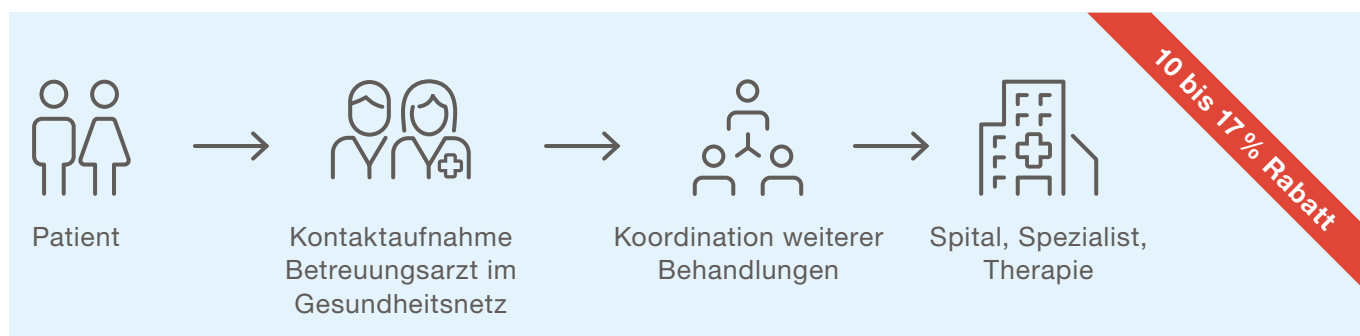 10 bis 17 % Rabatt
Patient
Kontaktaufnahme
Betreuungsarzt im
Gesundheitsnetz
Koordination weiterer
Behandlungen
Spital, Spezialist,
Therapie